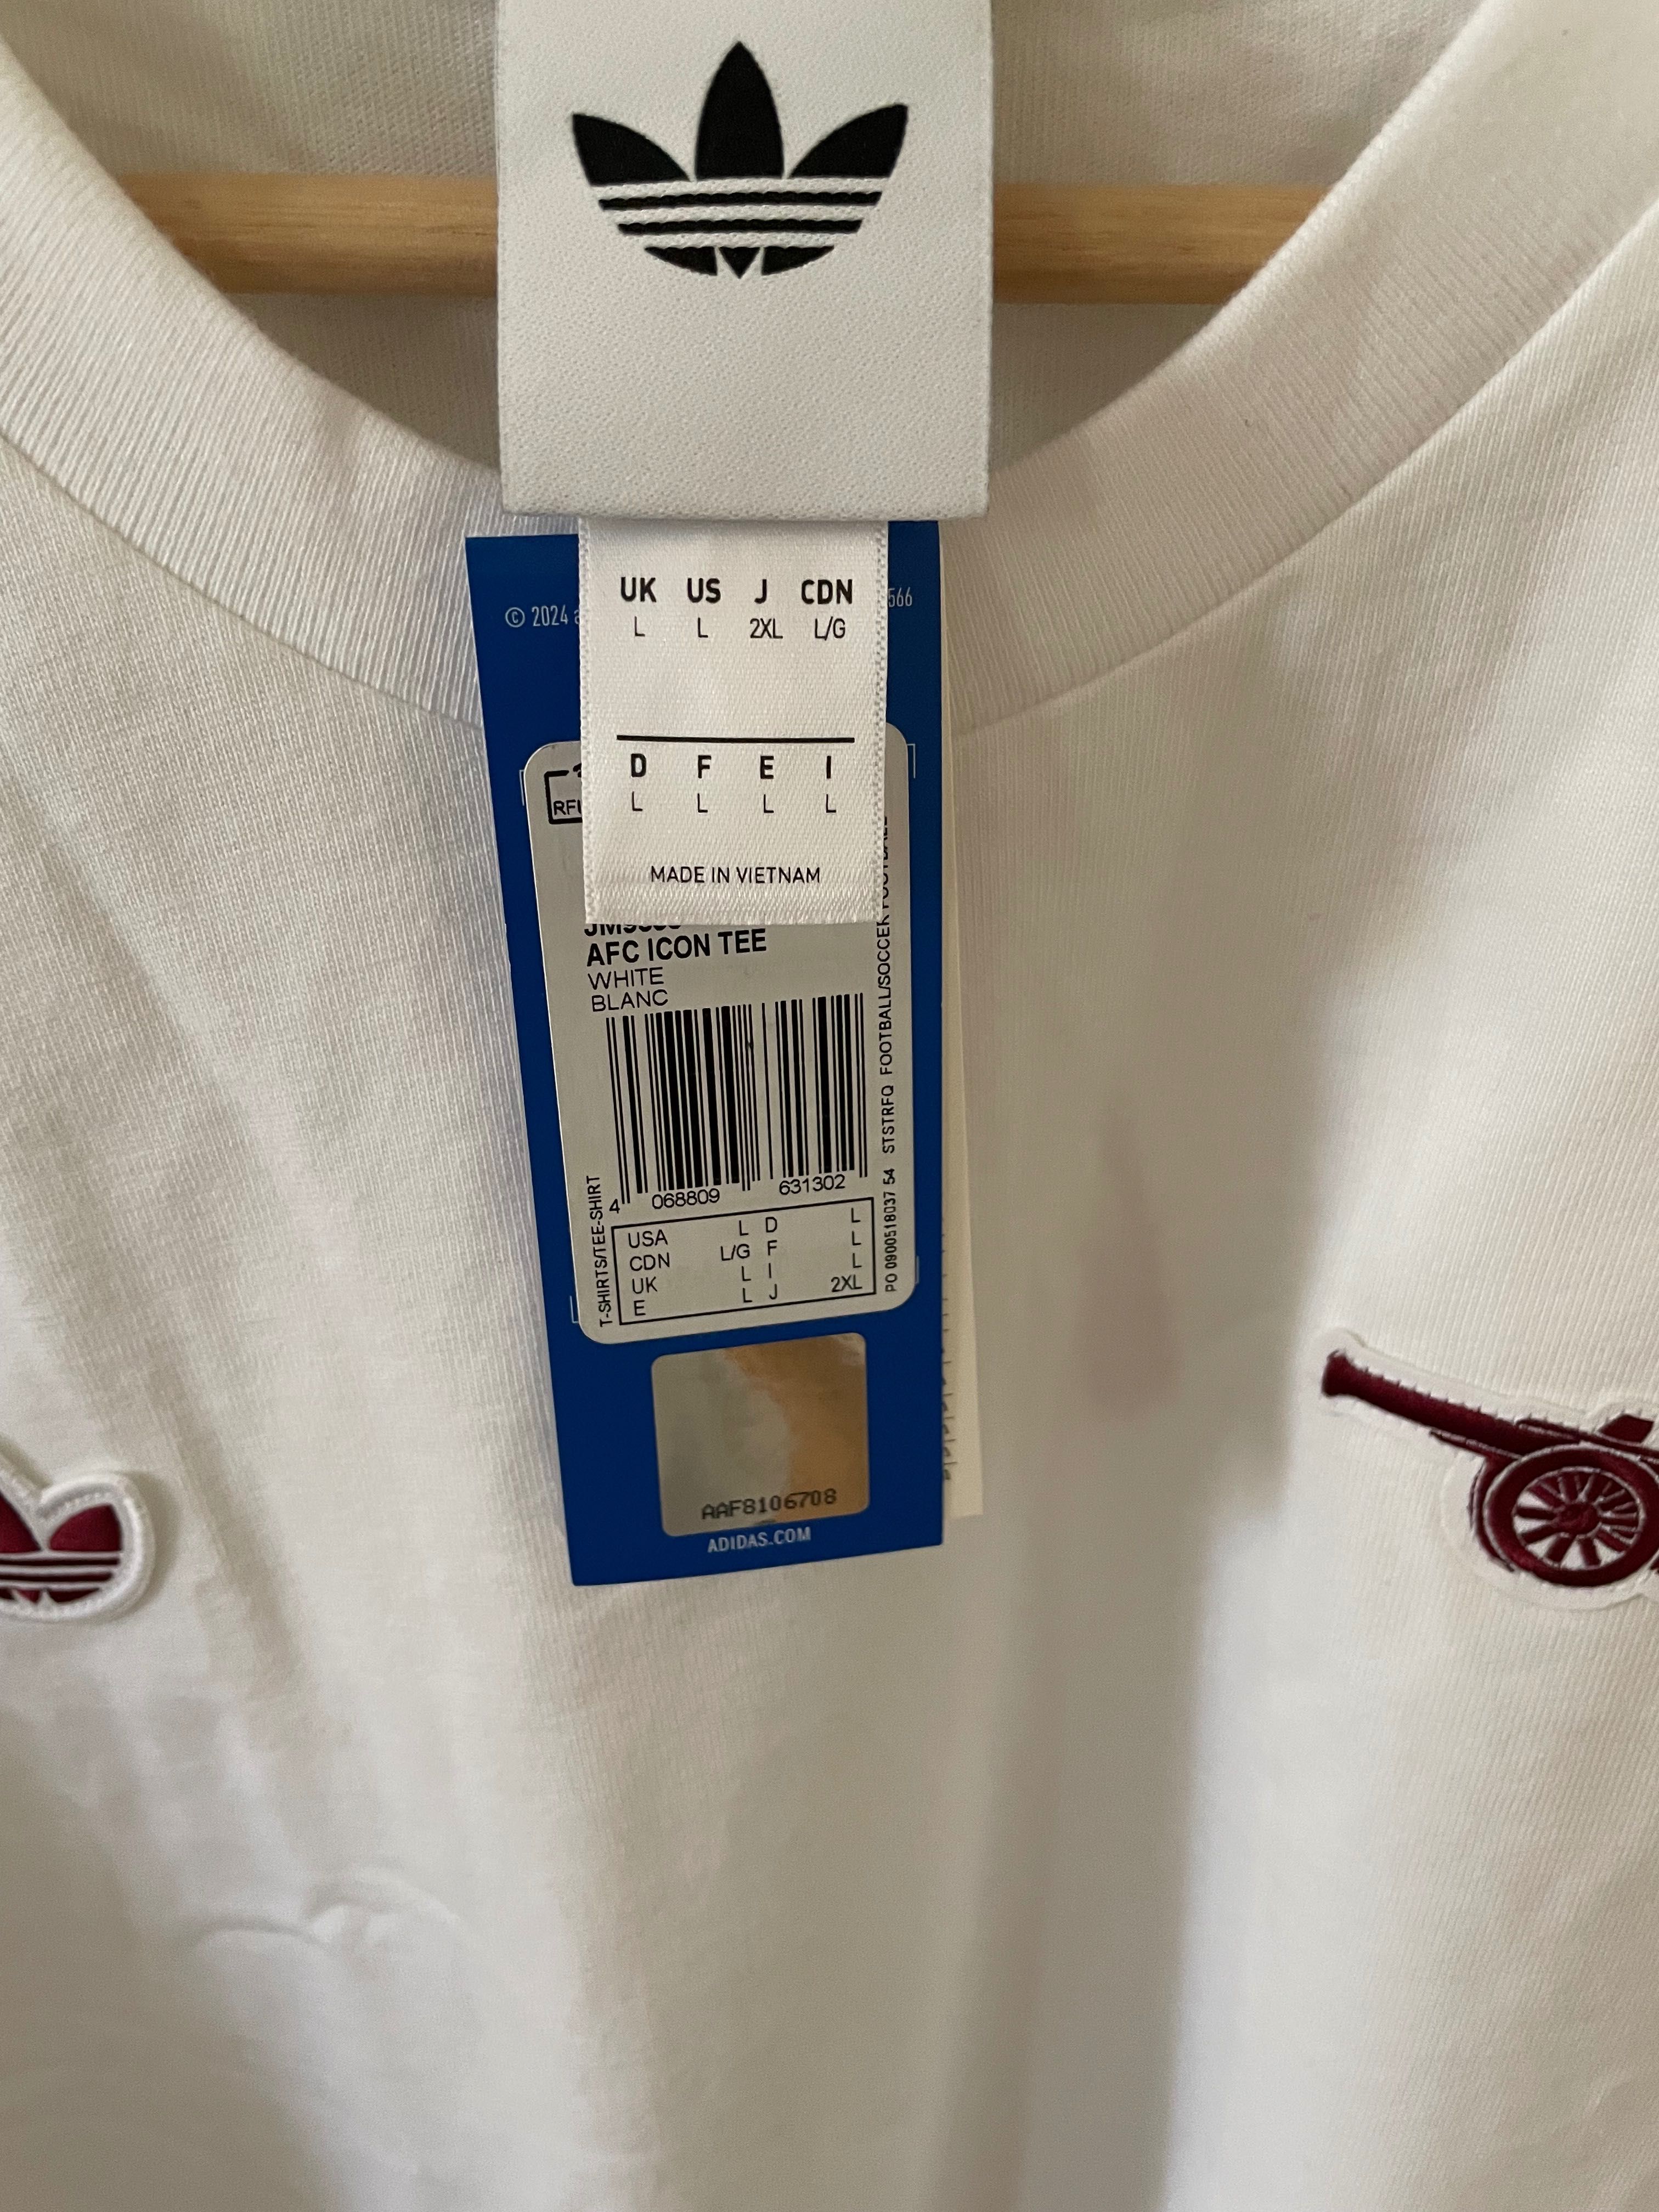 UK US J CDN
L L 2XL L/G
D F E I
L L L L
MADE IN VIETNAM
© 2024
566
AFC ICON TEE
WHITE
BLANC
4 068809 631302
T-SHIRTS/TEE-SHIRT
PO 0900518037 54 STSTRFQ FOOTBALL/SOCCER FOOTBALL
USA L D L
CDN L/G F L
UK L I L
E L J 2XL
AAF8106708
ADIDAS.COM